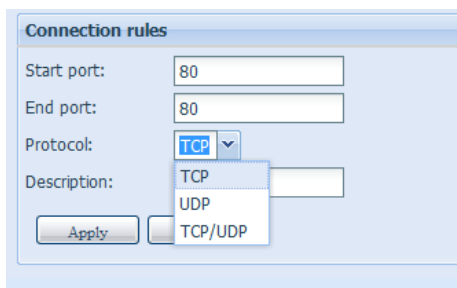 Connection rules
Start port: 80
End port: 80
Protocol: TCP
Description:
TCP
UDP
TCP/UDP
Apply